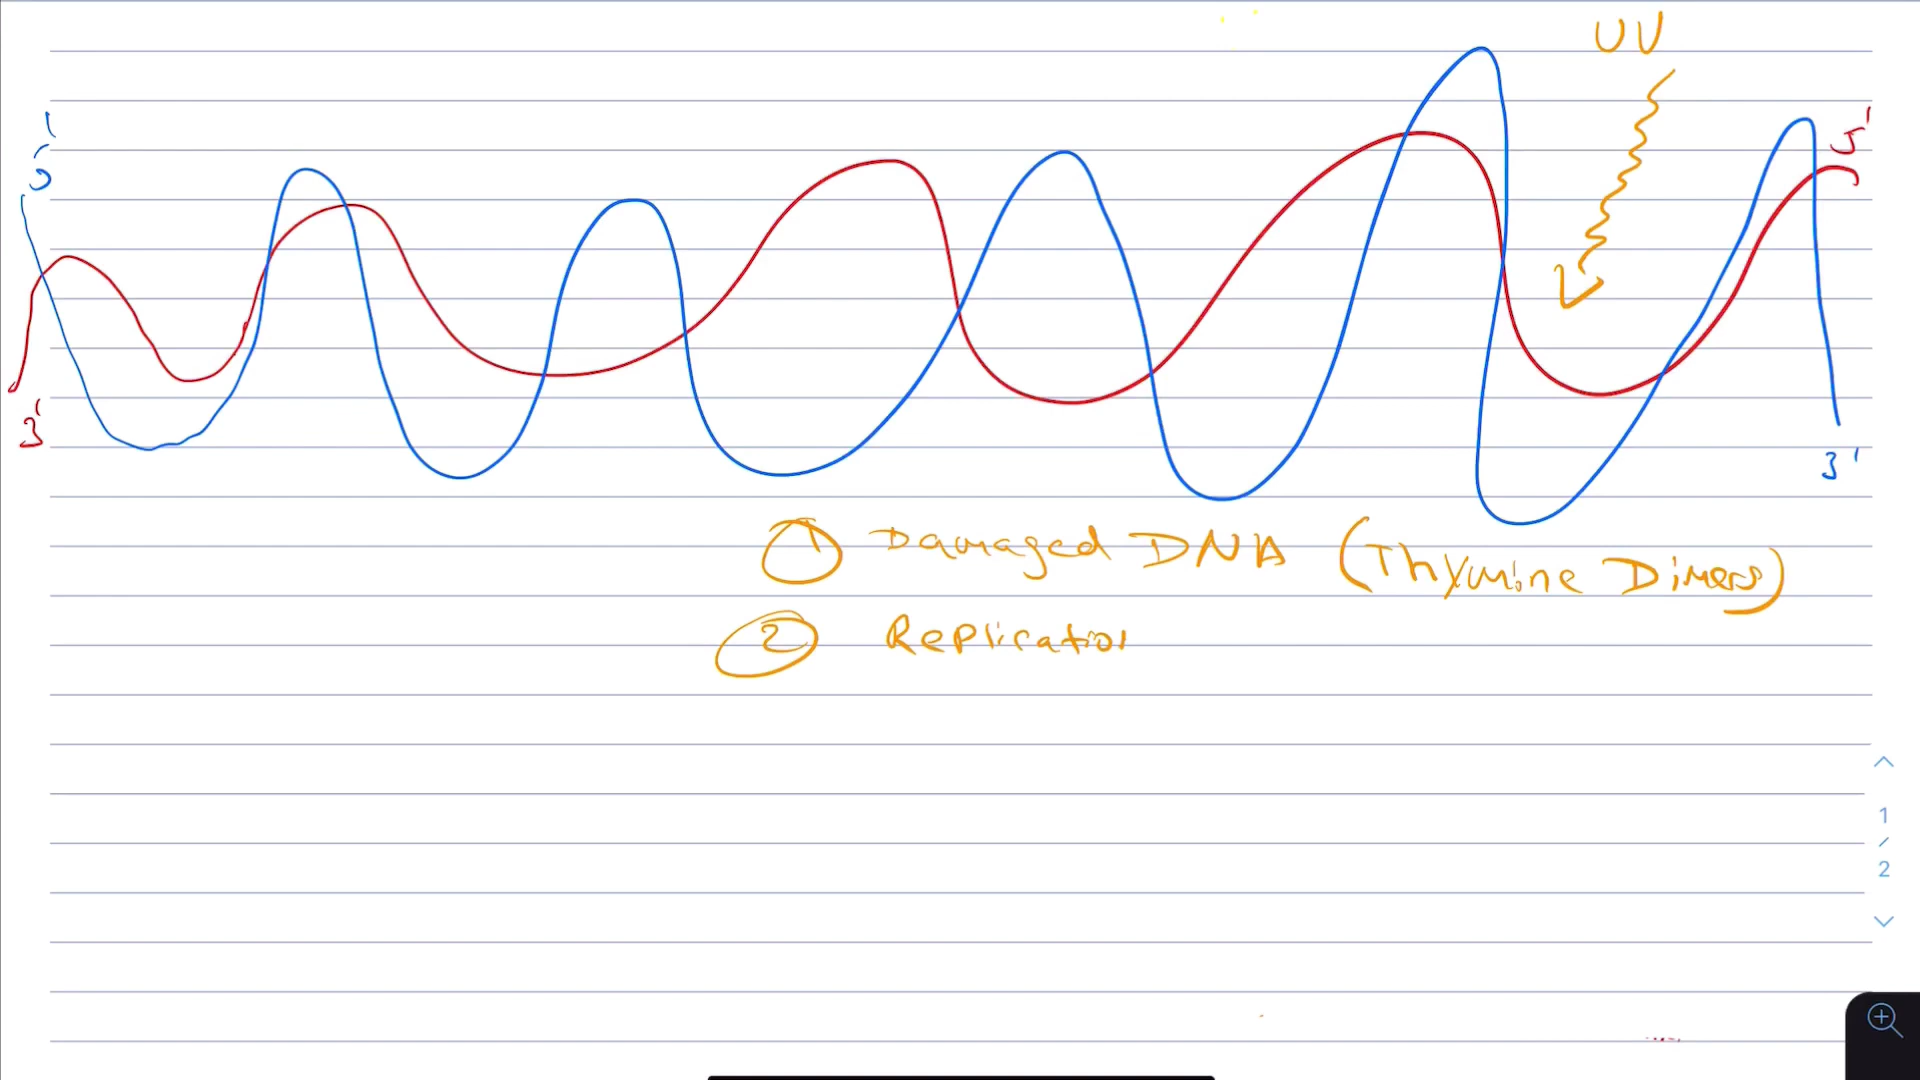 UV
5'
5'
3'
3'
① Damaged DNA (Thymine Dimers)
② Replication
1
/
2